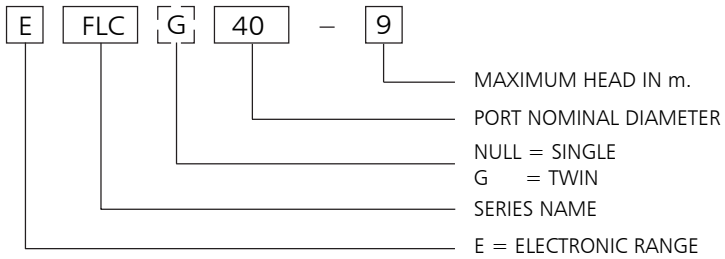 E FLC G 40 – 9
MAXIMUM HEAD IN m.
PORT NOMINAL DIAMETER
NULL = SINGLE
G = TWIN
SERIES NAME
E = ELECTRONIC RANGE